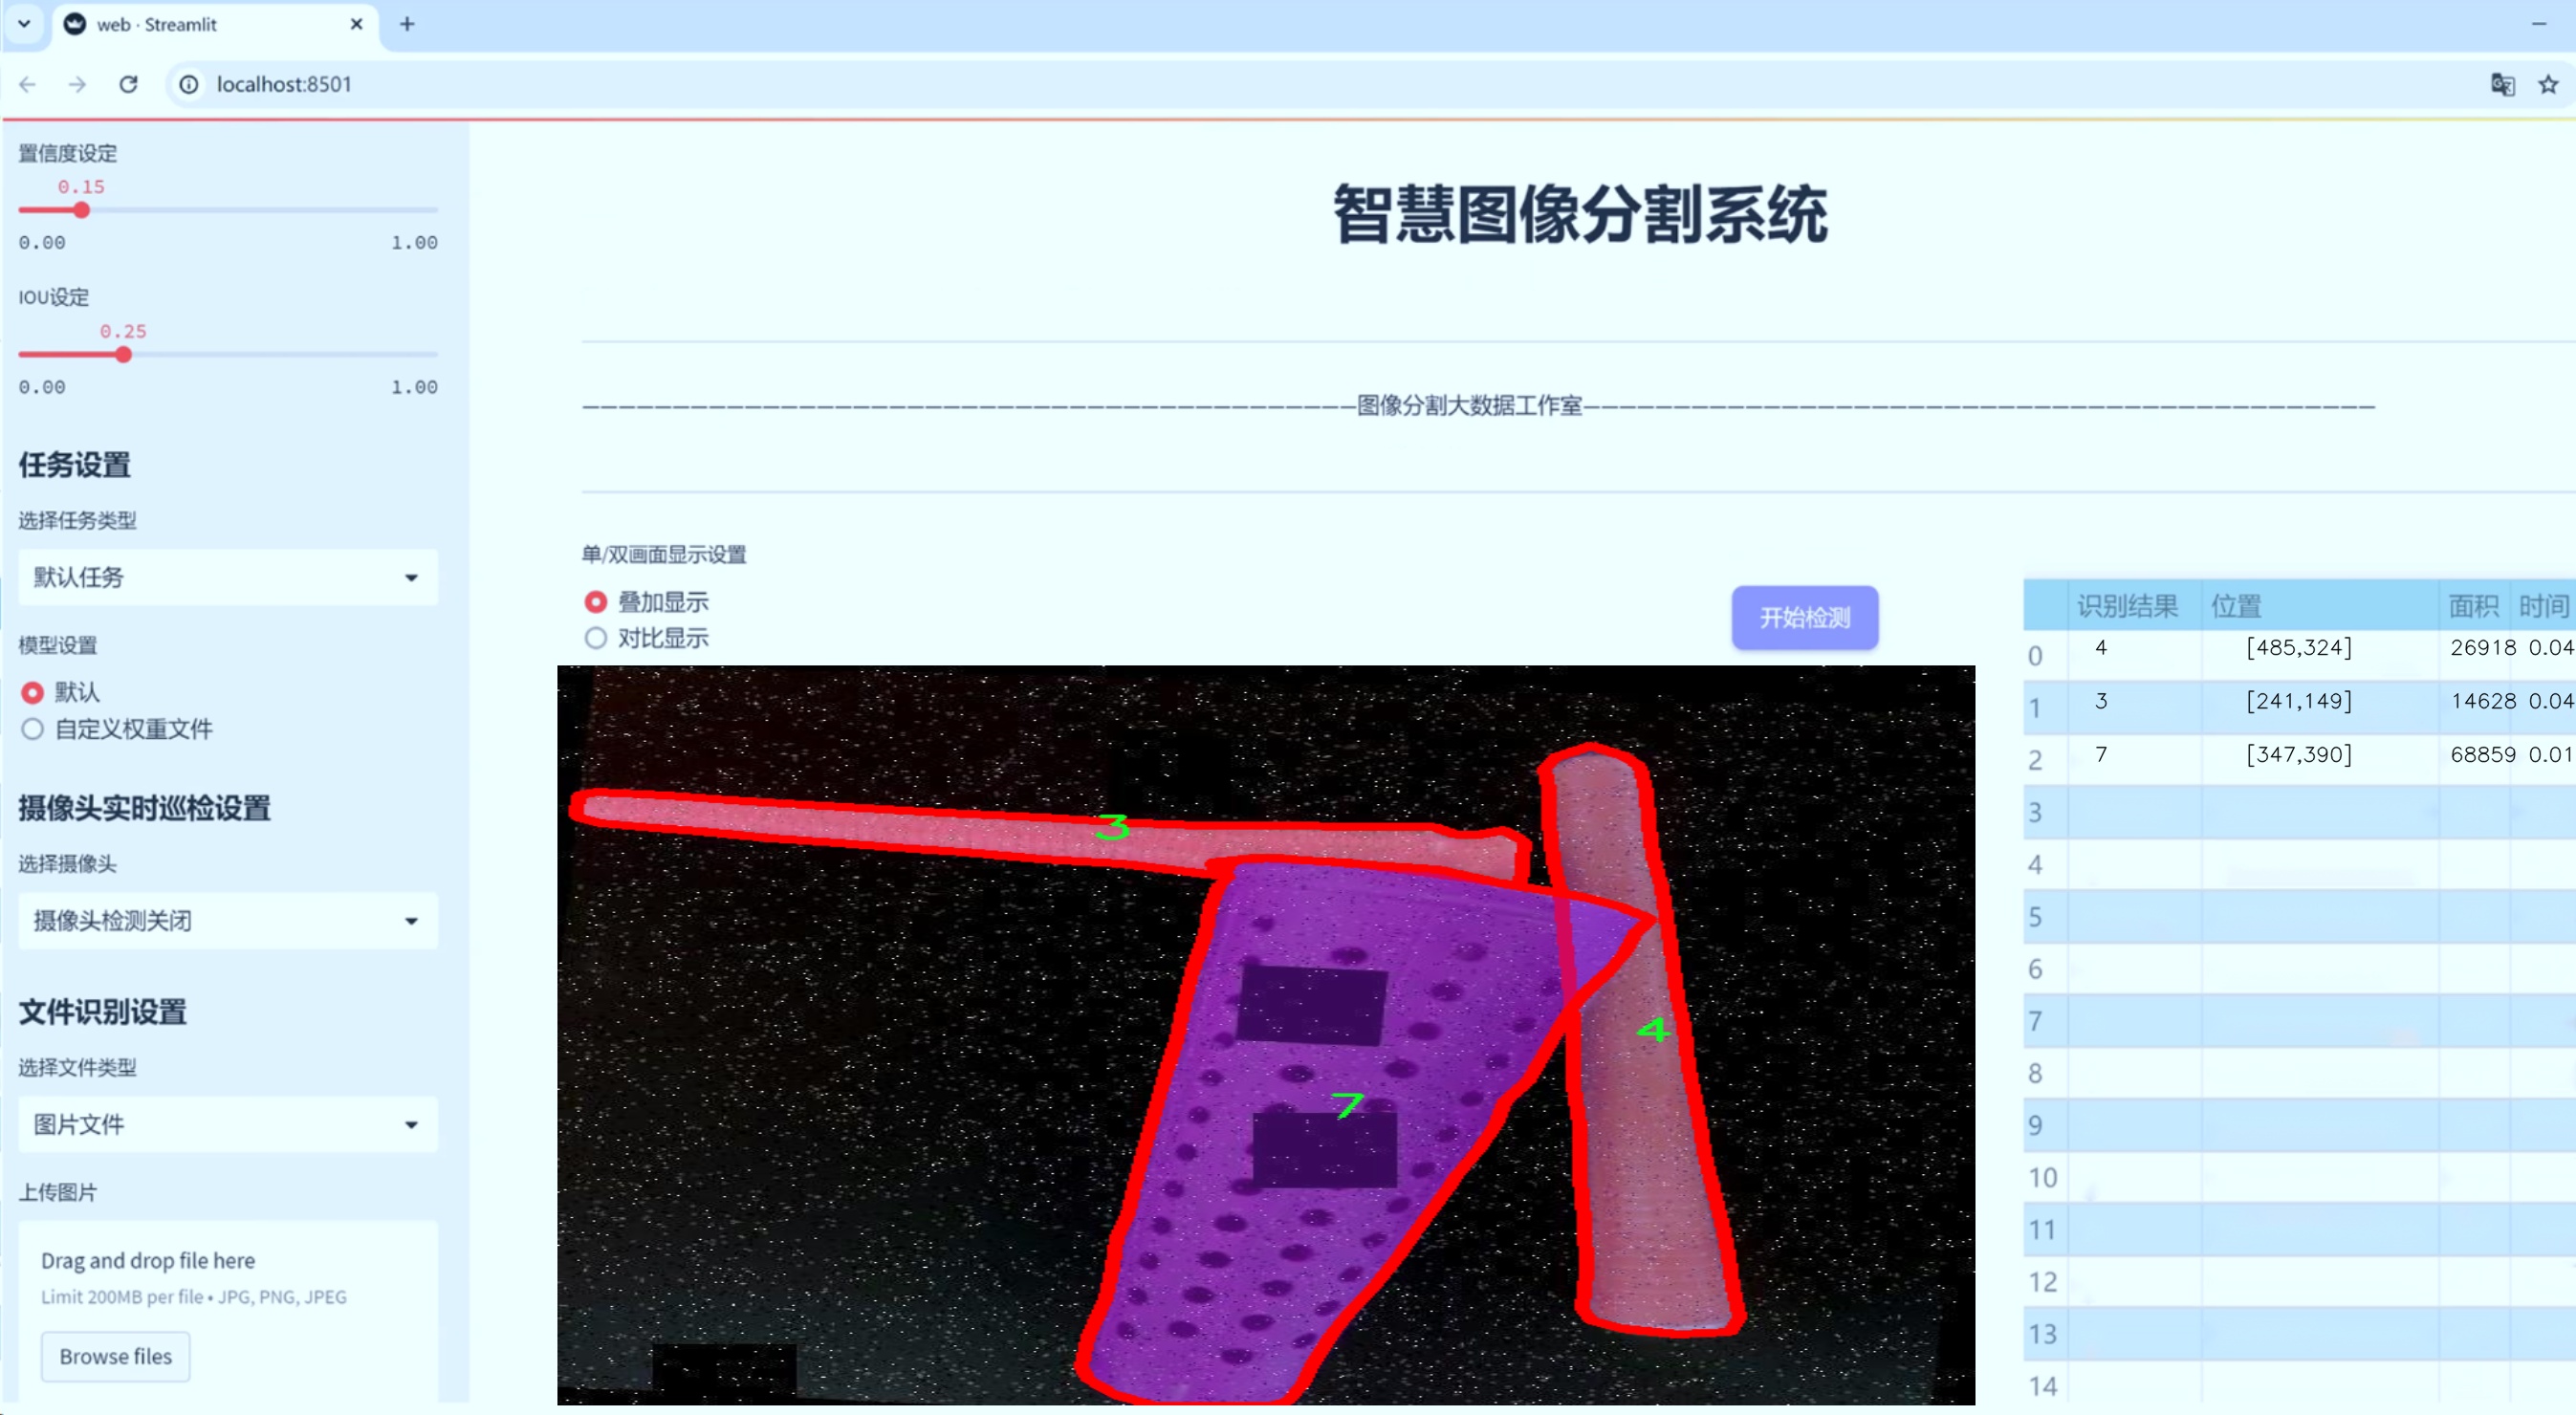 web · Streamlit
localhost:8501
置信度设定
0.15
0.00 1.00
IOU设定
0.25
0.00 1.00
任务设置
选择任务类型
默认任务
模型设置
默认
自定义权重文件
摄像头实时巡检设置
选择摄像头
摄像头检测关闭
文件识别设置
选择文件类型
图片文件
上传图片
Drag and drop file here
Limit 200MB per file • JPG, PNG, JPEG
Browse files
智慧图像分割系统
———————————————————————————————————————————图像分割大数据工作室————————————————————————————————————————————
单/双画面显示设置
叠加显示
对比显示
开始检测
3
4
7
识别结果 位置 面积 时间
0 4 [485,324] 26918 0.04
1 3 [241,149] 14628 0.04
2 7 [347,390] 68859 0.01
3
4
5
6
7
8
9
10
11
12
13
14